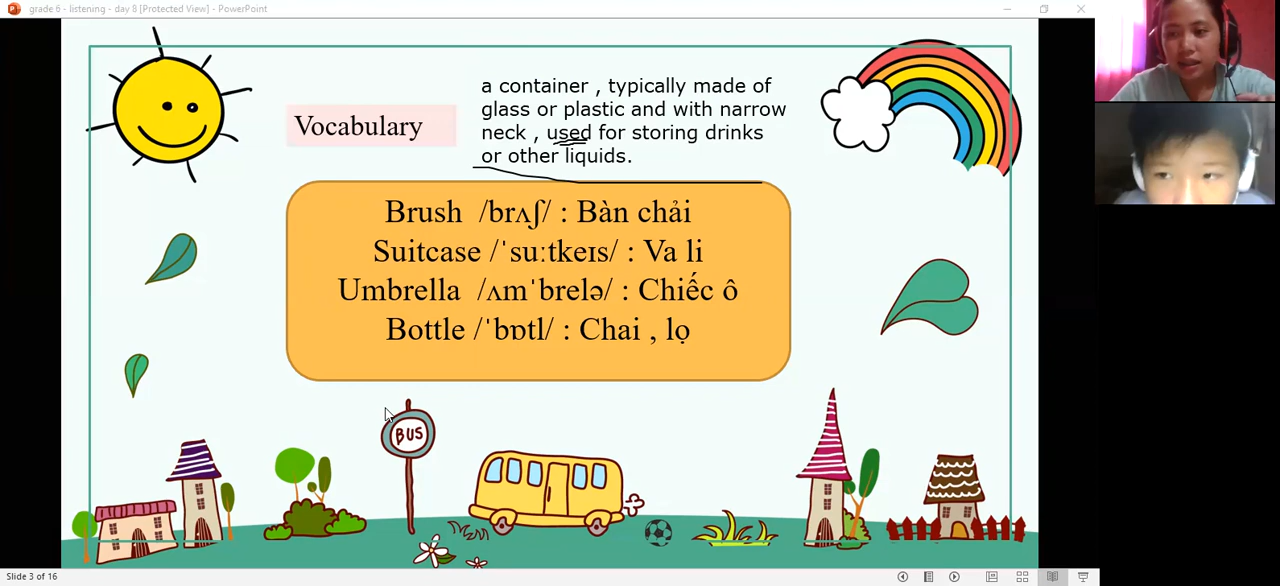 grade 6 - listening - day 8 [Protected View] - PowerPoint
Vocabulary
a container , typically made of
glass or plastic and with narrow
neck , used for storing drinks
or other liquids.
Brush /brʌʃ/ : Bàn chải
Suitcase /ˈsuːtkeɪs/ : Va li
Umbrella /ʌmˈbrelə/ : Chiếc ô
Bottle /ˈbɒtl/ : Chai , lọ
BUS
Slide 3 of 16